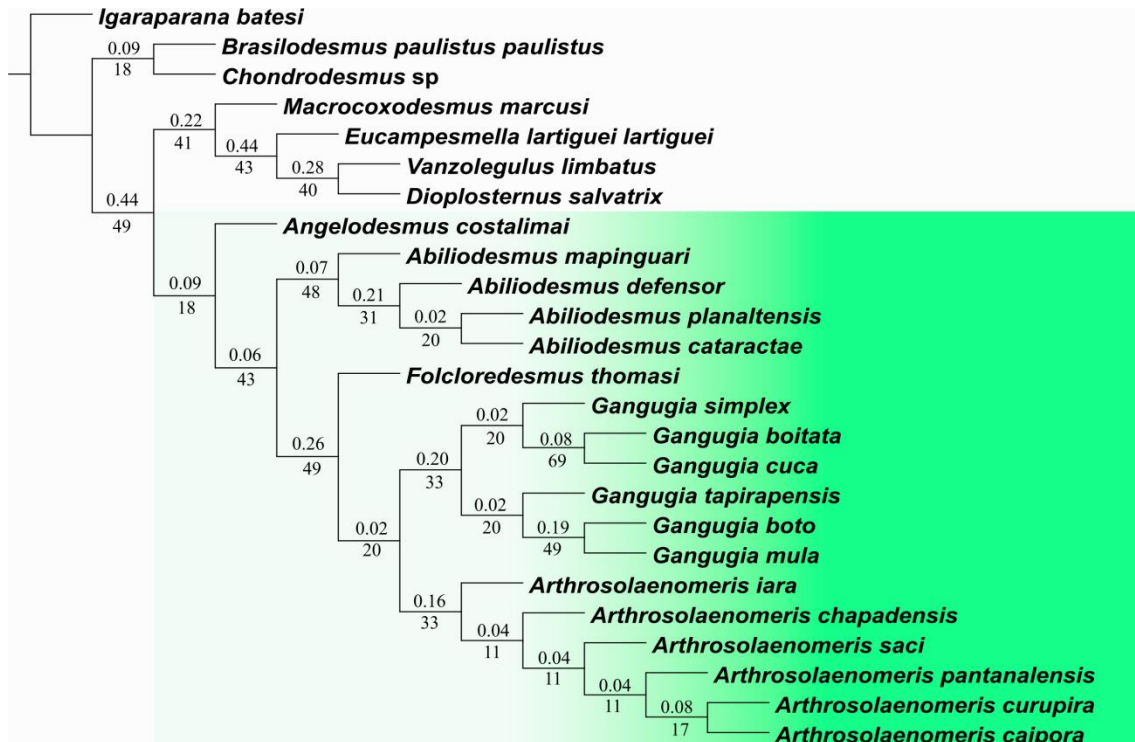 Igaraparana batesi
0.09
Brasilodesmus paulistus paulistus
18
Chondrodesmus sp
Macrocoxodesmus marcusi
0.22
41
0.44
Eucampesmella lartiguei lartiguei
43
0.28
Vanzolegulus limbatus
40
Dioplosternus salvatrix
0.44
49
Angelodesmus costalimai
0.07
Abiliodesmus mapinguari
0.09
48
0.21
Abiliodesmus defensor
18
31
0.02
Abiliodesmus planaltensis
20
Abiliodesmus cataractae
0.06
43
Folcloredesmus thomasi
0.02
Gangugia simplex
20
0.08
Gangugia boitata
0.26
0.20
69
Gangugia cuca
49
33
0.02
Gangugia tapirapensis
20
0.19
Gangugia boto
0.02
49
Gangugia mula
20
0.16
Arthrosolaenomeris iara
33
0.04
Arthrosolaenomeris chapadensis
11
0.04
Arthrosolaenomeris saci
11
0.04
Arthrosolaenomeris pantanalensis
11
0.08
Arthrosolaenomeris curupira
17
Arthrosolaenomeris caipora